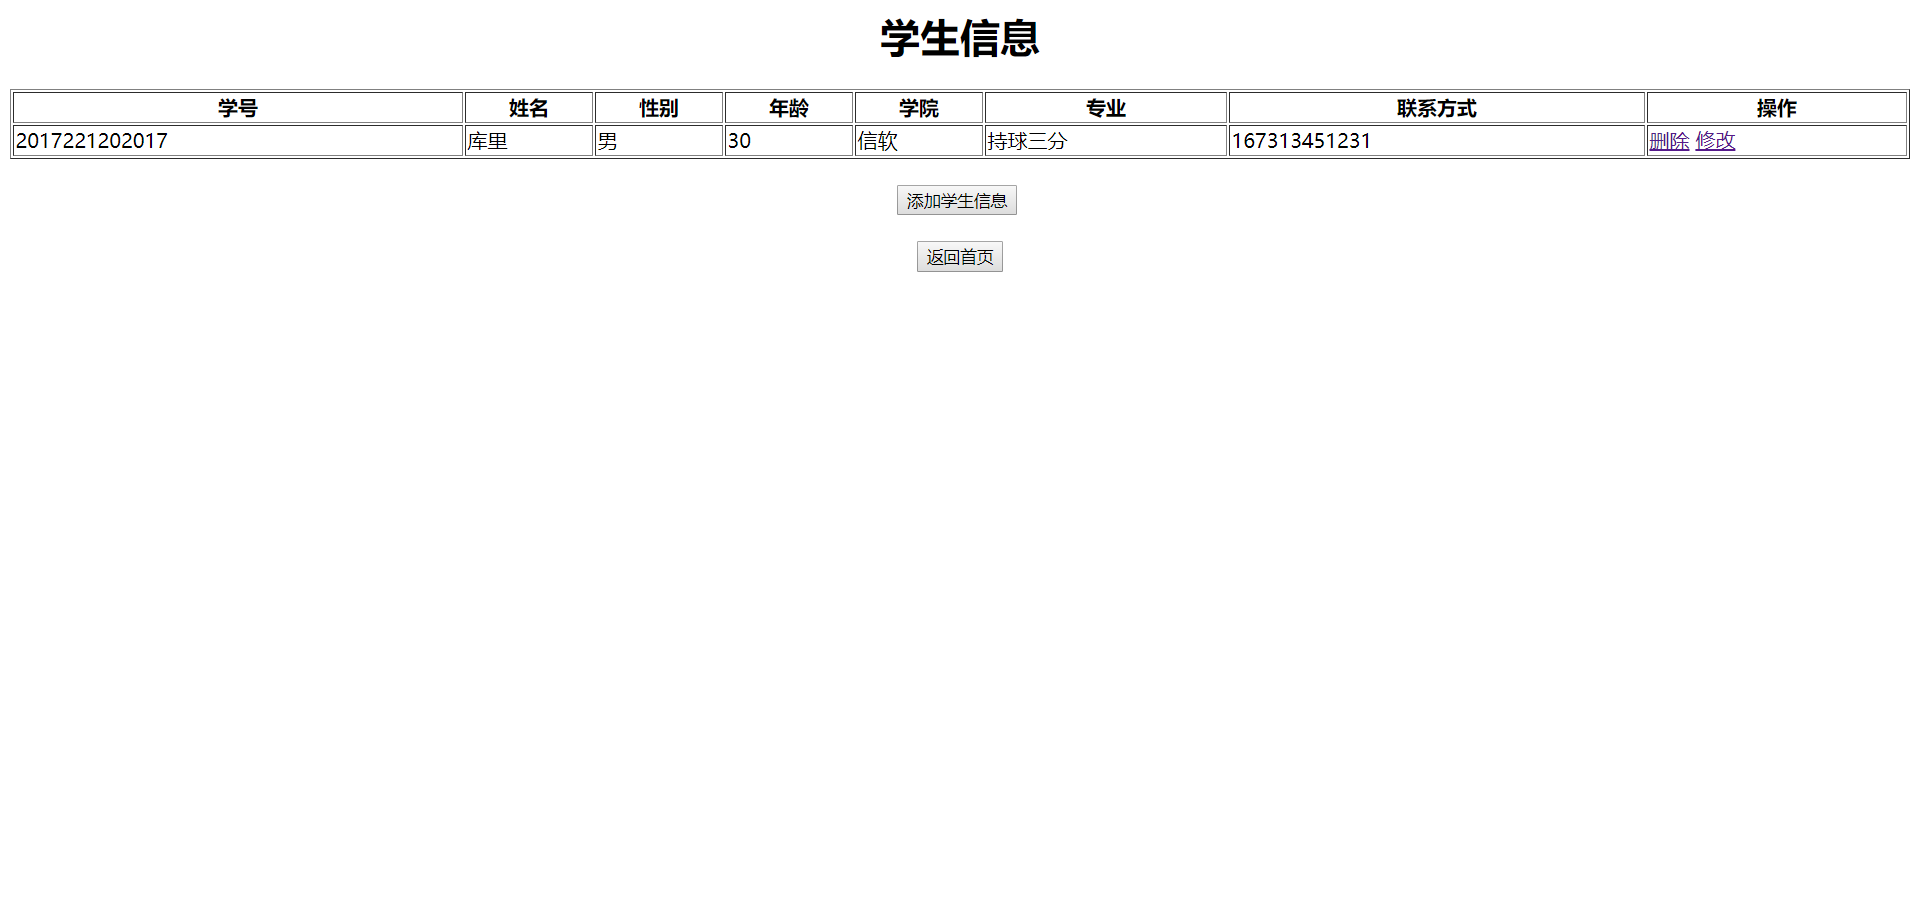 学生信息
学号 姓名 性别 年龄 学院 专业 联系方式 操作
2017221202017 库里 男 30 信软 持球三分 167313451231 删除 修改
添加学生信息
返回首页